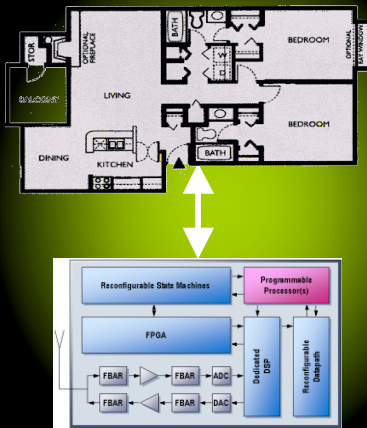 BATH
STOR
OPTIONAL
FIREPLACE
BEDROOM
OPTIONAL
BAY WINDOW
W
D
BALCONY
LIVING
BEDROOM
DINING
KITCHEN
BATH
Reconfigurable State Machines
Programmable
Processor(s)
FPGA
Dedicated
DSP
Reconfigurable
Datapath
FBAR
FBAR
ADC
FBAR
FBAR
DAC